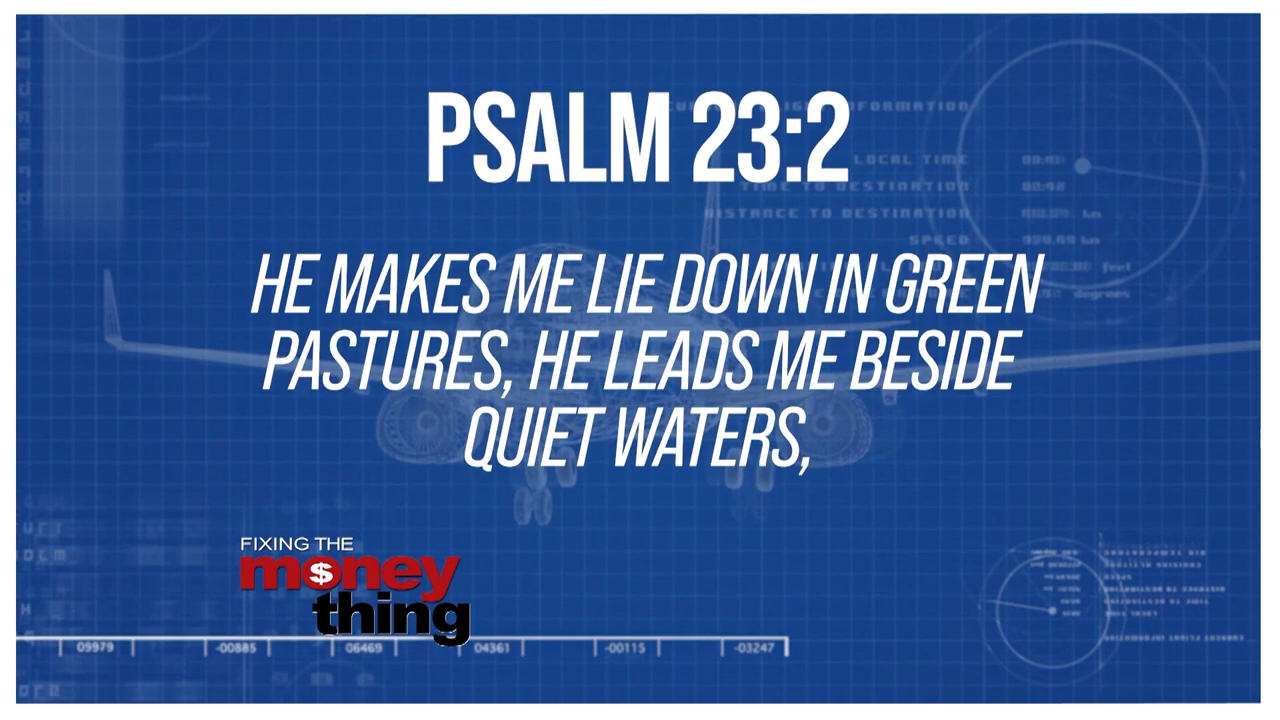 PSALM 23:2
HE MAKES ME LIE DOWN IN GREEN
PASTURES, HE LEADS ME BESIDE
QUIET WATERS,
LOCAL TIME
TIME TO DESTINATION
DISTANCE TO DESTINATION
SPEED
feet
degrees
FIXING THE
money
thing
09979 -00885 06469 04361 -00115 -03247